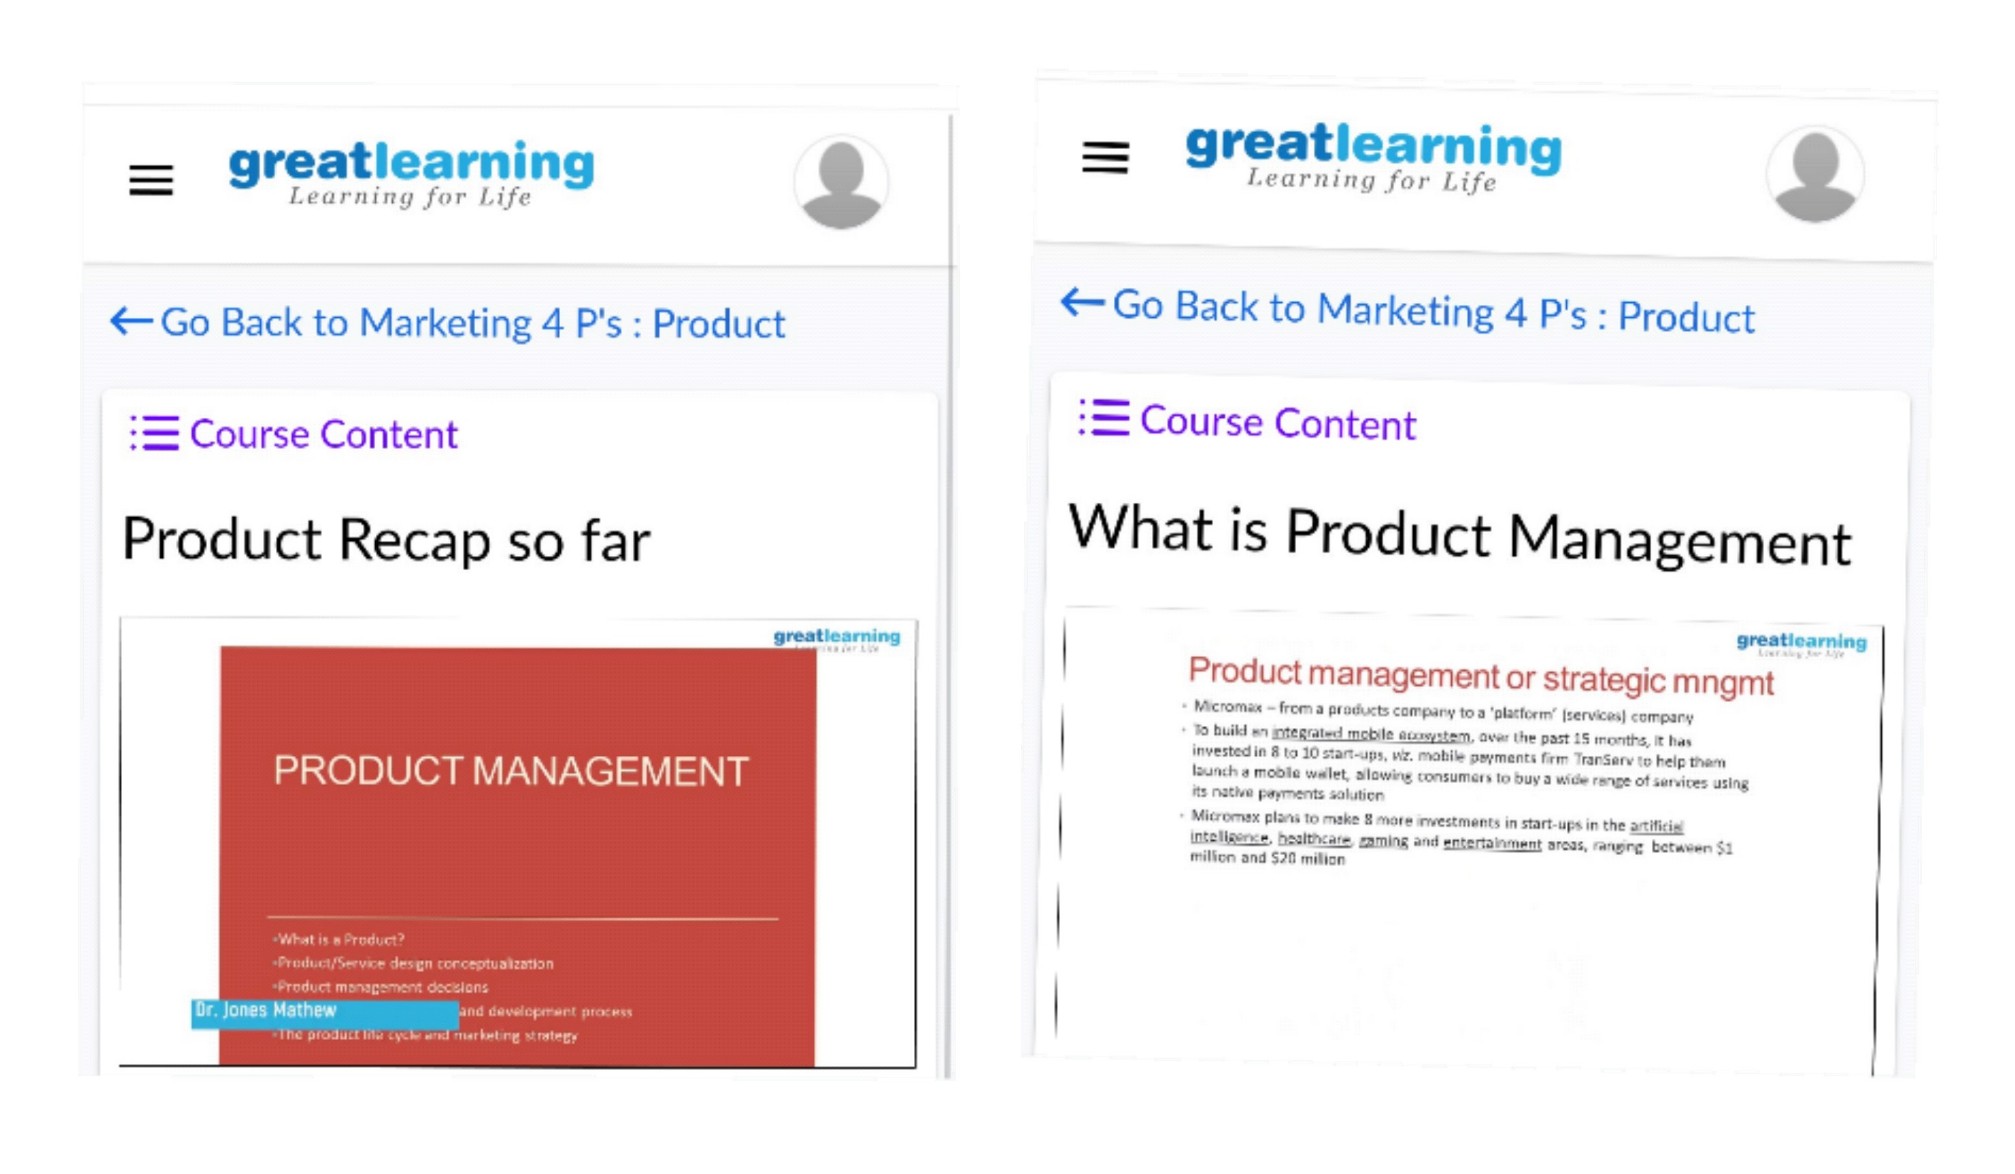 greatlearning
Learning for Life
←Go Back to Marketing 4 P's : Product
Course Content
Product Recap so far
greatlearning
PRODUCT MANAGEMENT
•What is a Product?
•Product/Service design conceptualization
•Product management decisions
Dr. Jones Mathew and development process
•The product life cycle and marketing strategy
greatlearning
Learning for Life
←Go Back to Marketing 4 P's : Product
Course Content
What is Product Management
greatlearning
Learning for Life
Product management or strategic mngmt
• Micromax – from a products company to a 'platform' (services) company
• To build an integrated mobile ecosystem, over the past 15 months, it has
invested in 8 to 10 start-ups, viz. mobile payments firm TranServ to help them
launch a mobile wallet, allowing consumers to buy a wide range of services using
its native payments solution
• Micromax plans to make 8 more investments in start-ups in the artificial
intelligence, healthcare, gaming and entertainment areas, ranging between $1
million and $20 million